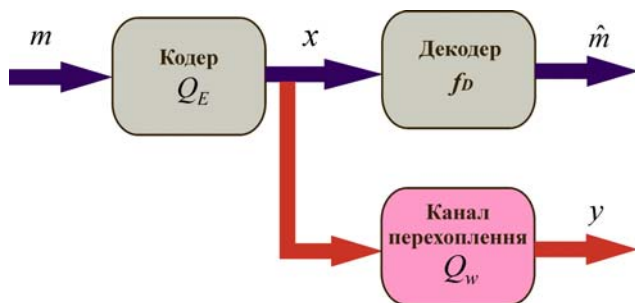 m
Кодер
Q_E
x
Декодер
f_D
m̂
Канал
перехоплення
Q_w
y